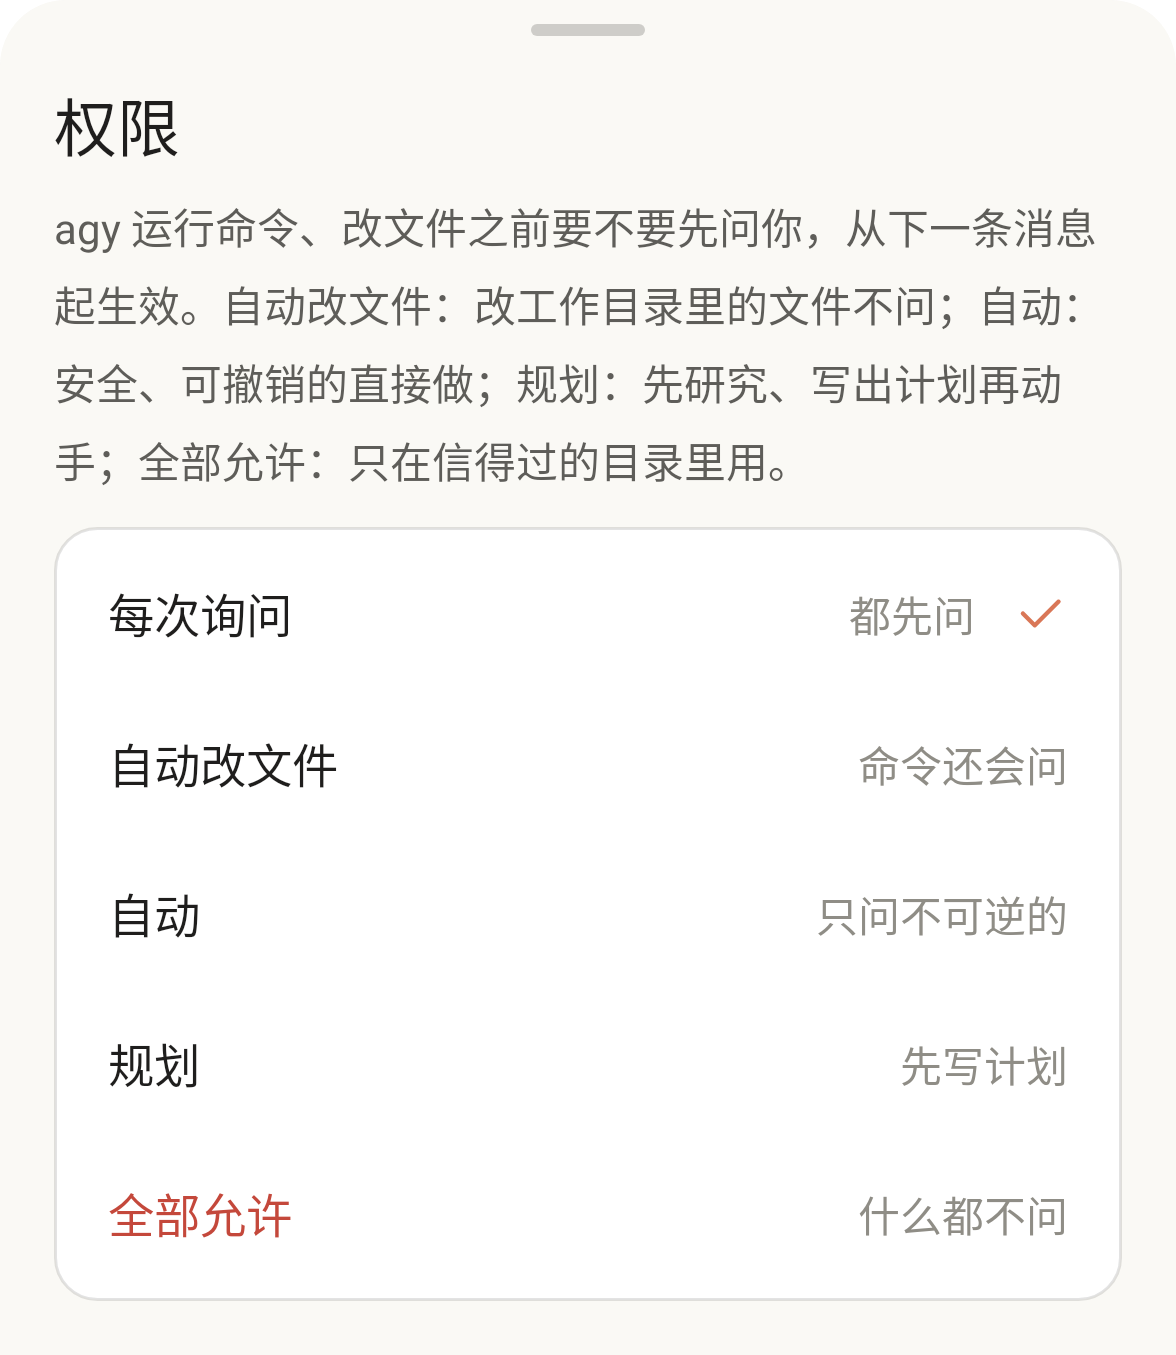 权限
agy 运行命令、改文件之前要不要先问你，从下一条消息
起生效。自动改文件：改工作目录里的文件不问；自动：
安全、可撤销的直接做；规划：先研究、写出计划再动
手；全部允许：只在信得过的目录里用。
每次询问 都先问
自动改文件 命令还会问
自动 只问不可逆的
规划 先写计划
全部允许 什么都不问